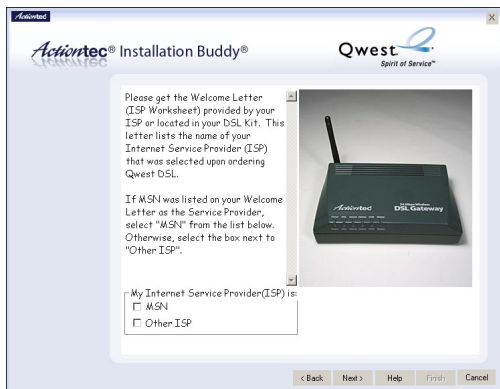 Actiontec
X
Actiontec® Installation Buddy®
Qwest
Spirit of Service™
Please get the Welcome Letter
(ISP Worksheet) provided by your
ISP or located in your DSL Kit. This
letter lists the name of your
Internet Service Provider (ISP)
that was selected upon ordering
Qwest DSL.
If MSN was listed on your Welcome
Letter as the Service Provider,
select "MSN" from the list below.
Otherwise, select the box next to
"Other ISP".
Actiontec
DSL Gateway
My Internet Service Provider(ISP) is:
MSN
Other ISP
< Back
Next >
Help
Finish
Cancel